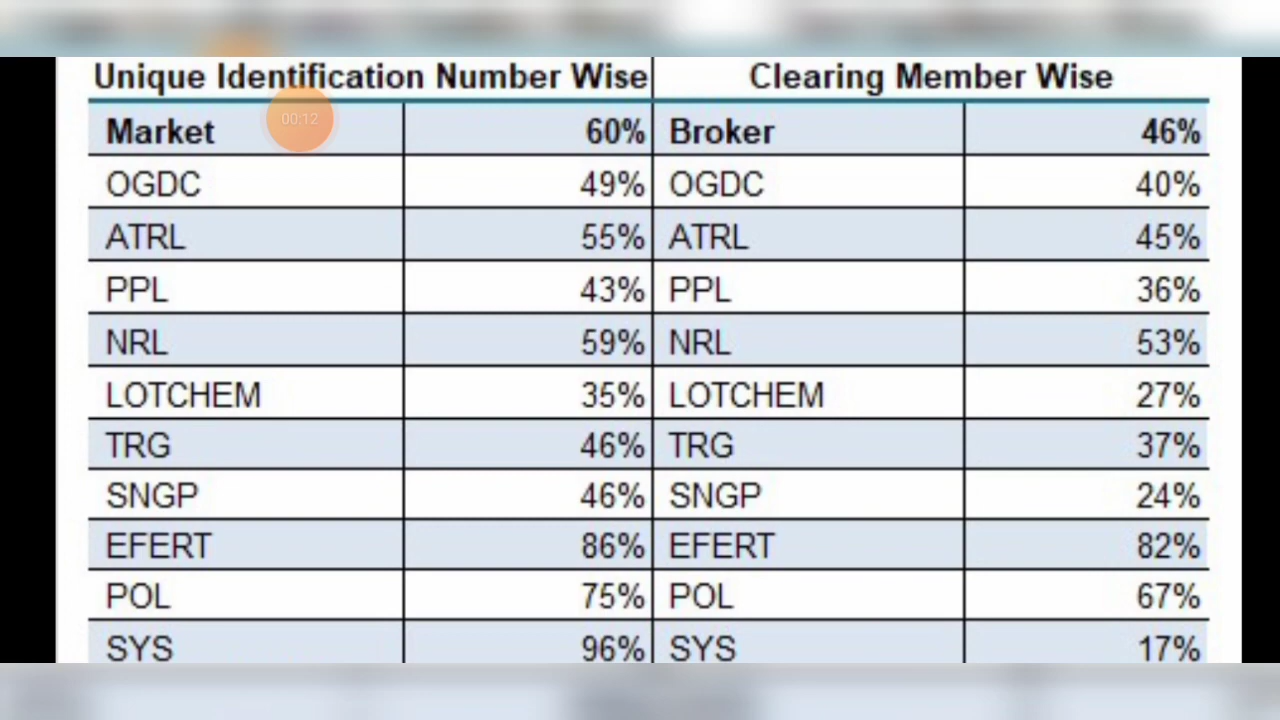 Unique Identification Number Wise Clearing Member Wise
Market 60% Broker 46%
00:12
OGDC 49% OGDC 40%
ATRL 55% ATRL 45%
PPL 43% PPL 36%
NRL 59% NRL 53%
LOTCHEM 35% LOTCHEM 27%
TRG 46% TRG 37%
SNGP 46% SNGP 24%
EFERT 86% EFERT 82%
POL 75% POL 67%
SYS 96% SYS 17%